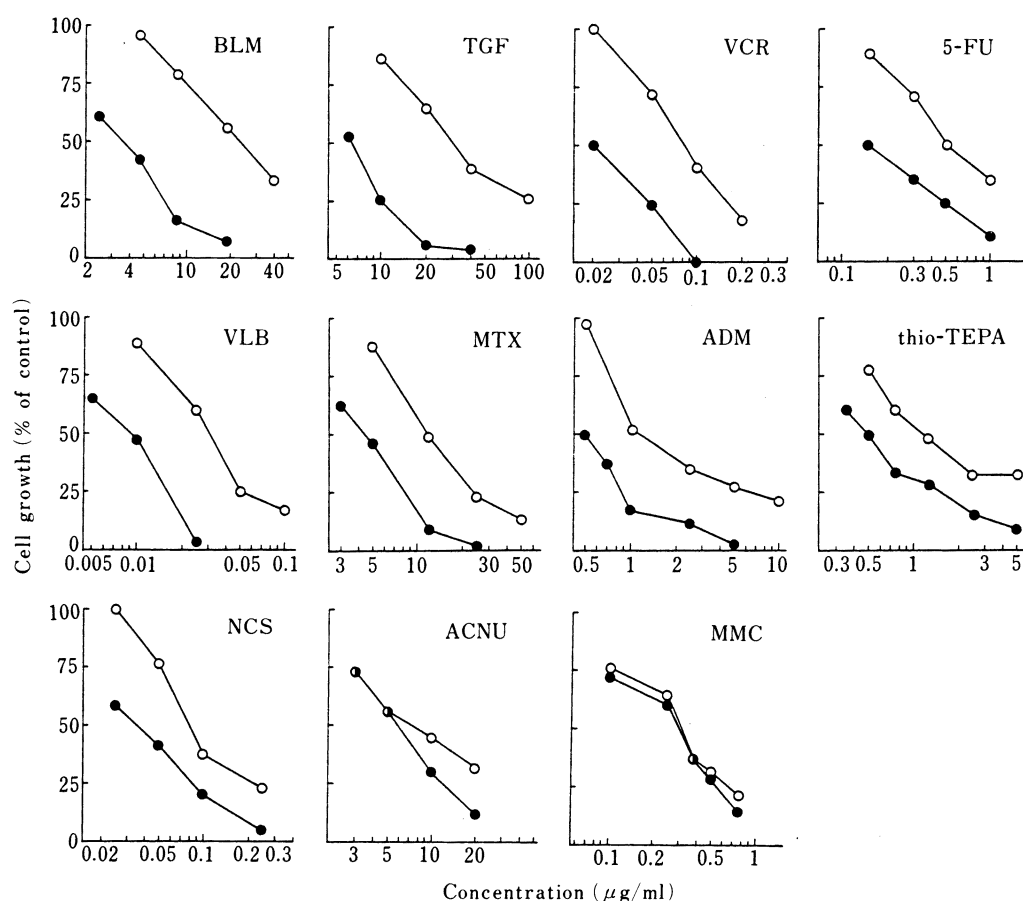 BLM
TGF
VCR
5-FU
100
75
50
25
0
2 4 10 20 40
5 10 20 50 100
0.02 0.05 0.1 0.2 0.3
0.1 0.3 0.5 1
VLB
MTX
ADM
thio-TEPA
100
75
50
25
0
0.005 0.01 0.05 0.1
3 5 10 30 50
0.5 1 2 5 10
0.3 0.5 1 3 5
NCS
ACNU
MMC
100
75
50
25
0
0.02 0.05 0.1 0.2 0.3
3 5 10 20
0.1 0.2 0.5 1
Cell growth (% of control)
Concentration (μg/ml)